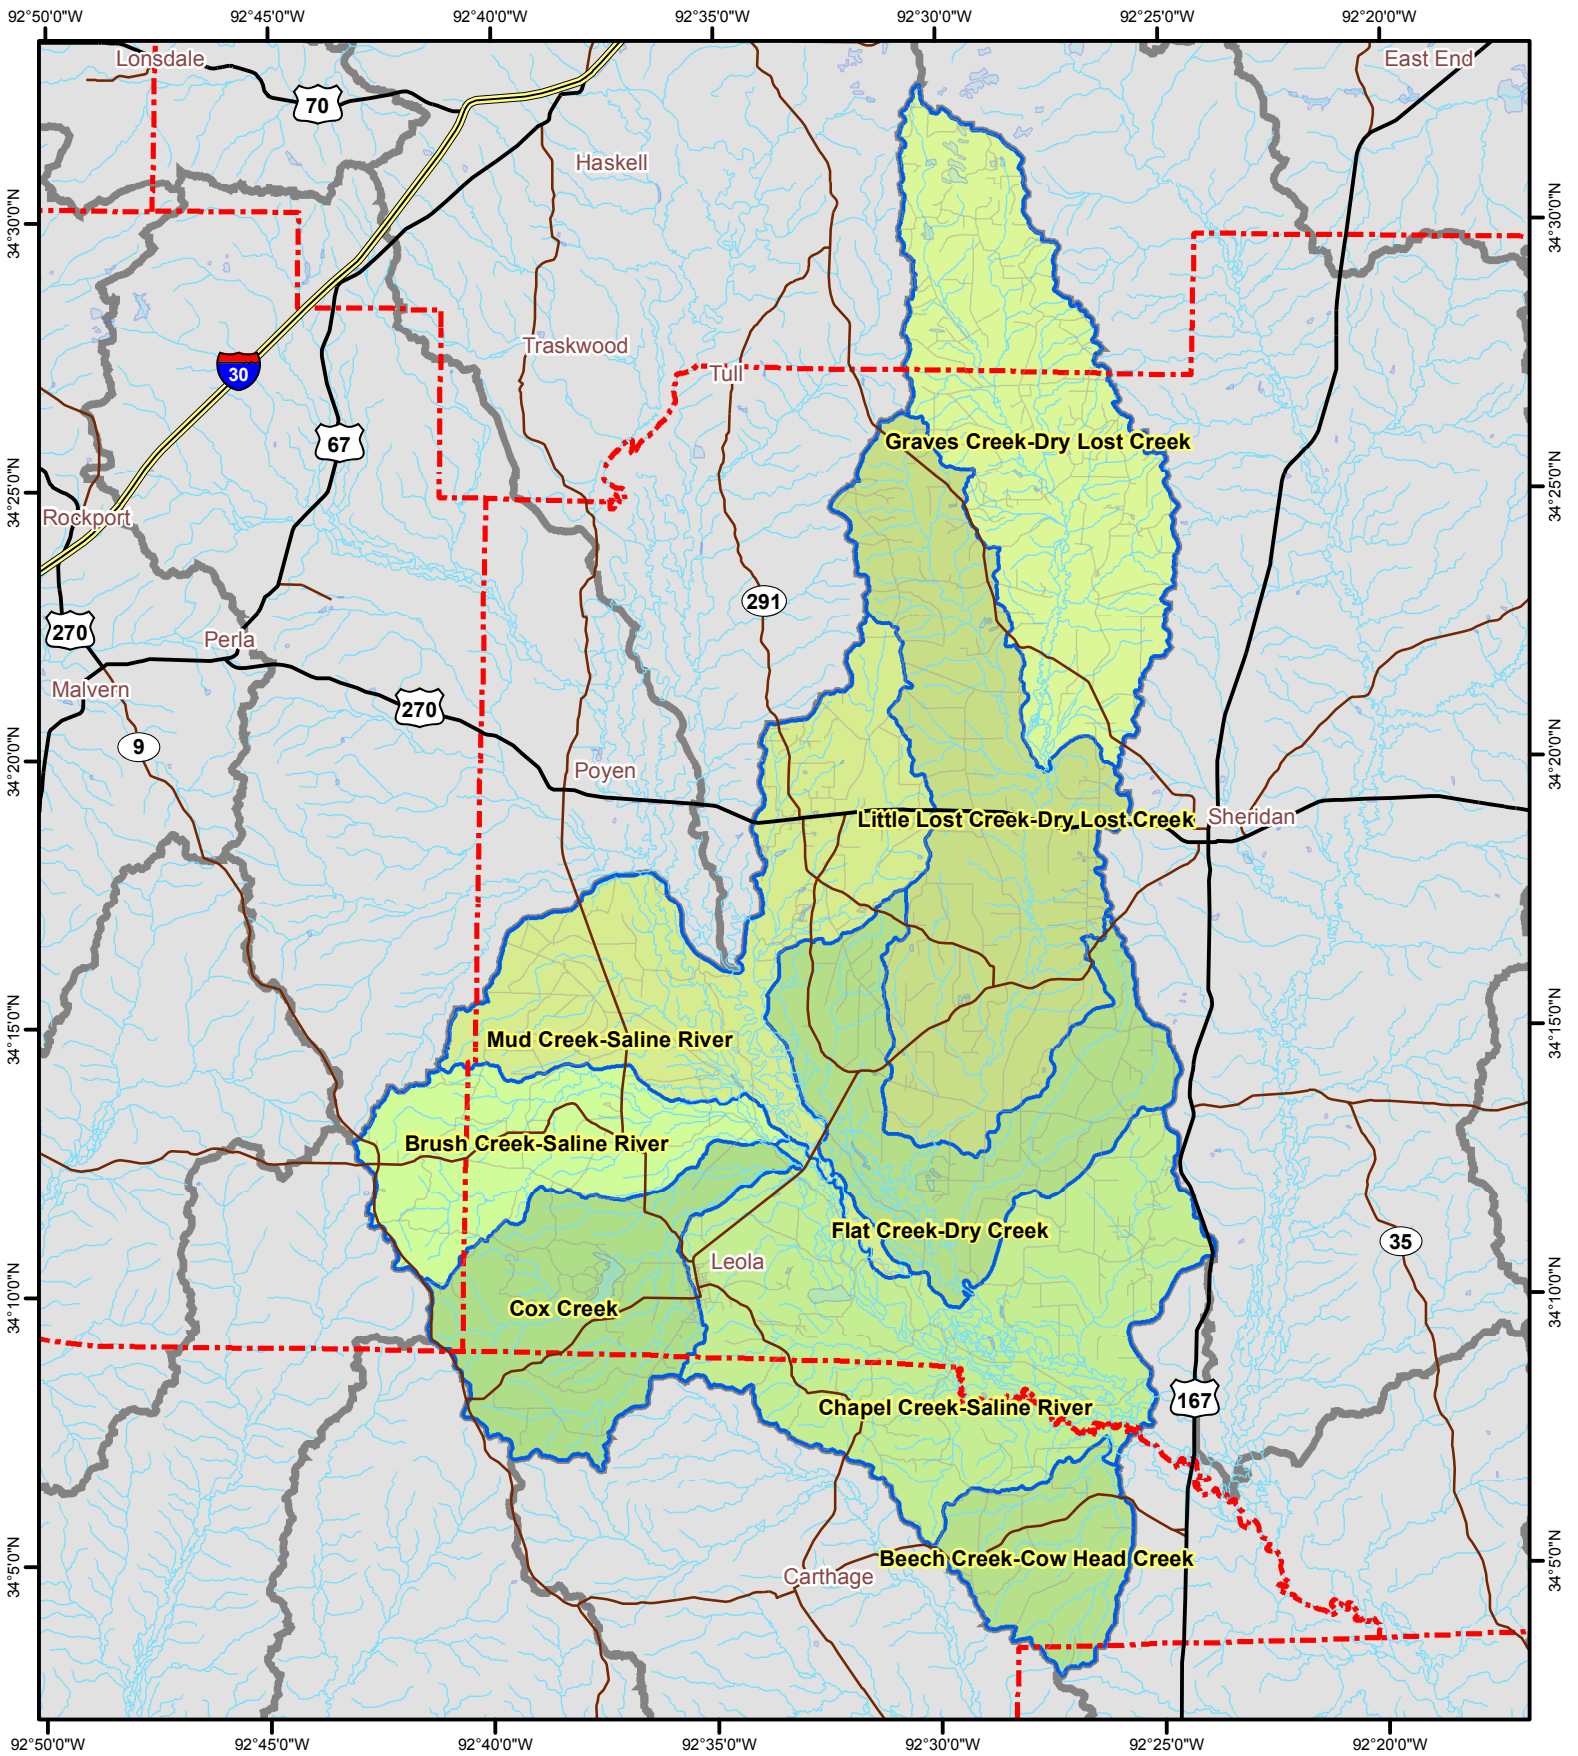 92°50'0"W 92°45'0"W 92°40'0"W 92°35'0"W 92°30'0"W 92°25'0"W 92°20'0"W
Lonsdale
East End
70
Haskell
34°30'0"N
34°30'0"N
Traskwood
30
Tull
67
Graves Creek-Dry Lost Creek
34°25'0"N
34°25'0"N
Rockport
291
270
Perla
Malvern
270
9
34°20'0"N
34°20'0"N
Poyen
Little Lost Creek-Dry Lost Creek
Sheridan
34°15'0"N
34°15'0"N
Mud Creek-Saline River
Brush Creek-Saline River
Flat Creek-Dry Creek
35
Leola
34°10'0"N
34°10'0"N
Cox Creek
167
Chapel Creek-Saline River
34°5'0"N
34°5'0"N
Beech Creek-Cow Head Creek
Carthage
92°50'0"W 92°45'0"W 92°40'0"W 92°35'0"W 92°30'0"W 92°25'0"W 92°20'0"W